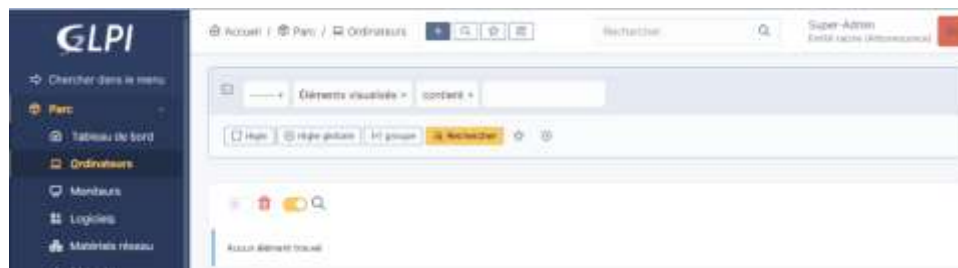 GLPI
Accueil / Parc / Ordinateurs
Rechercher
Super-Admin
Entité racine (Arborescence)
Chercher dans le menu
Parc
Tableau de bord
Ordinateurs
Moniteurs
Logiciels
Matériels réseau
Éléments visualisés
contient
règle
règle globale
groupe
Rechercher
Aucun élément trouvé